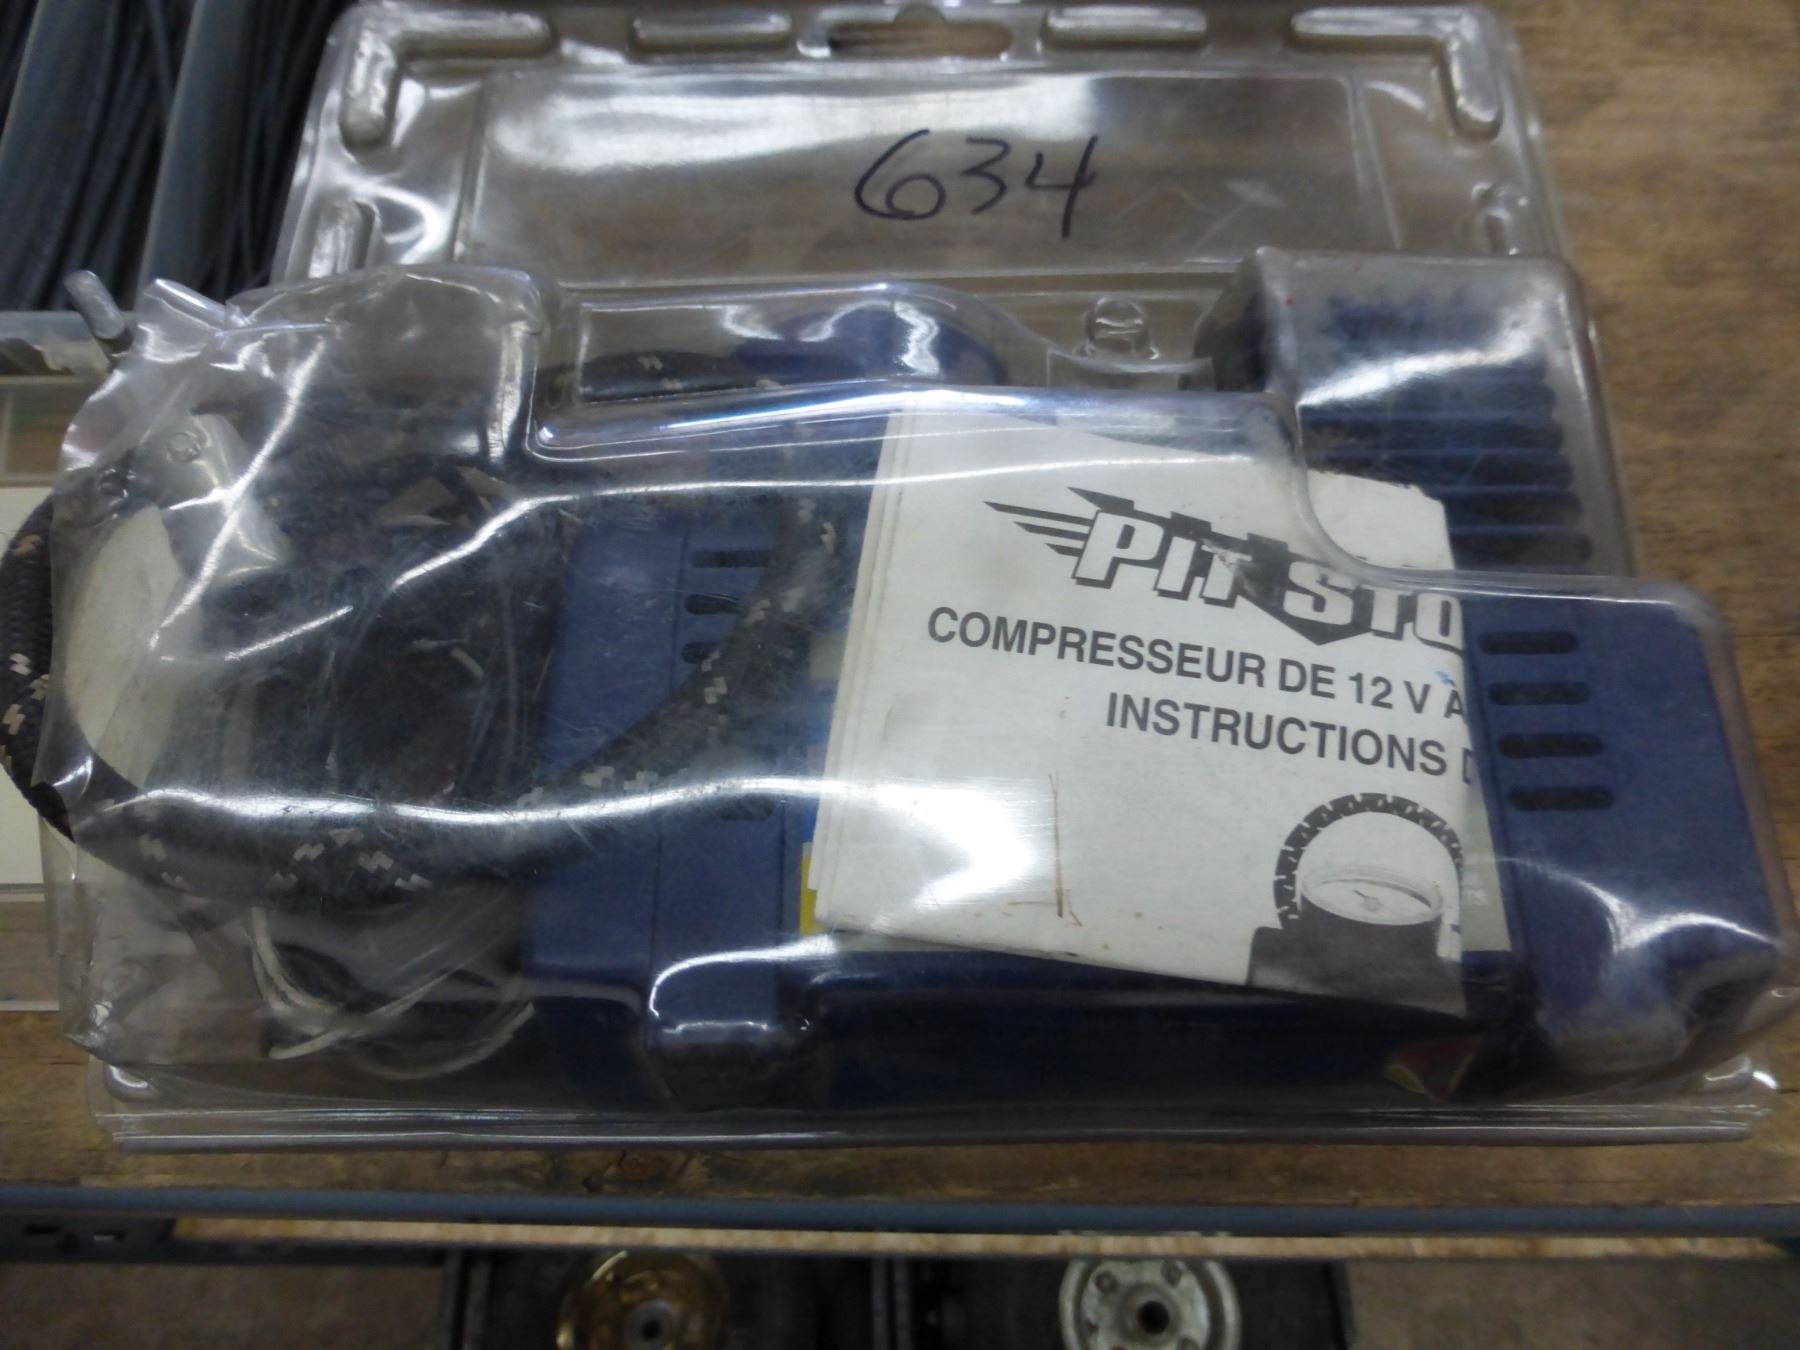 634
PIT STO
COMPRESSEUR DE 12 V À
INSTRUCTIONS D